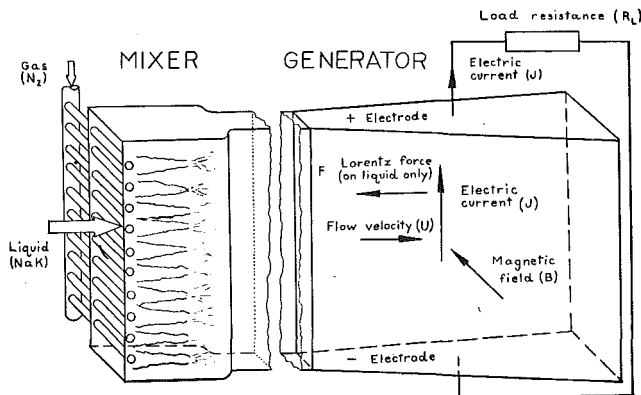 Load resistance (RL)
Gas
(N2)
MIXER
GENERATOR
Electric
current (J)
+ Electrode
F
Lorentz force
(on liquid only)
Electric
current (J)
Flow velocity (U)
Liquid
(NaK)
Magnetic
field (B)
− Electrode